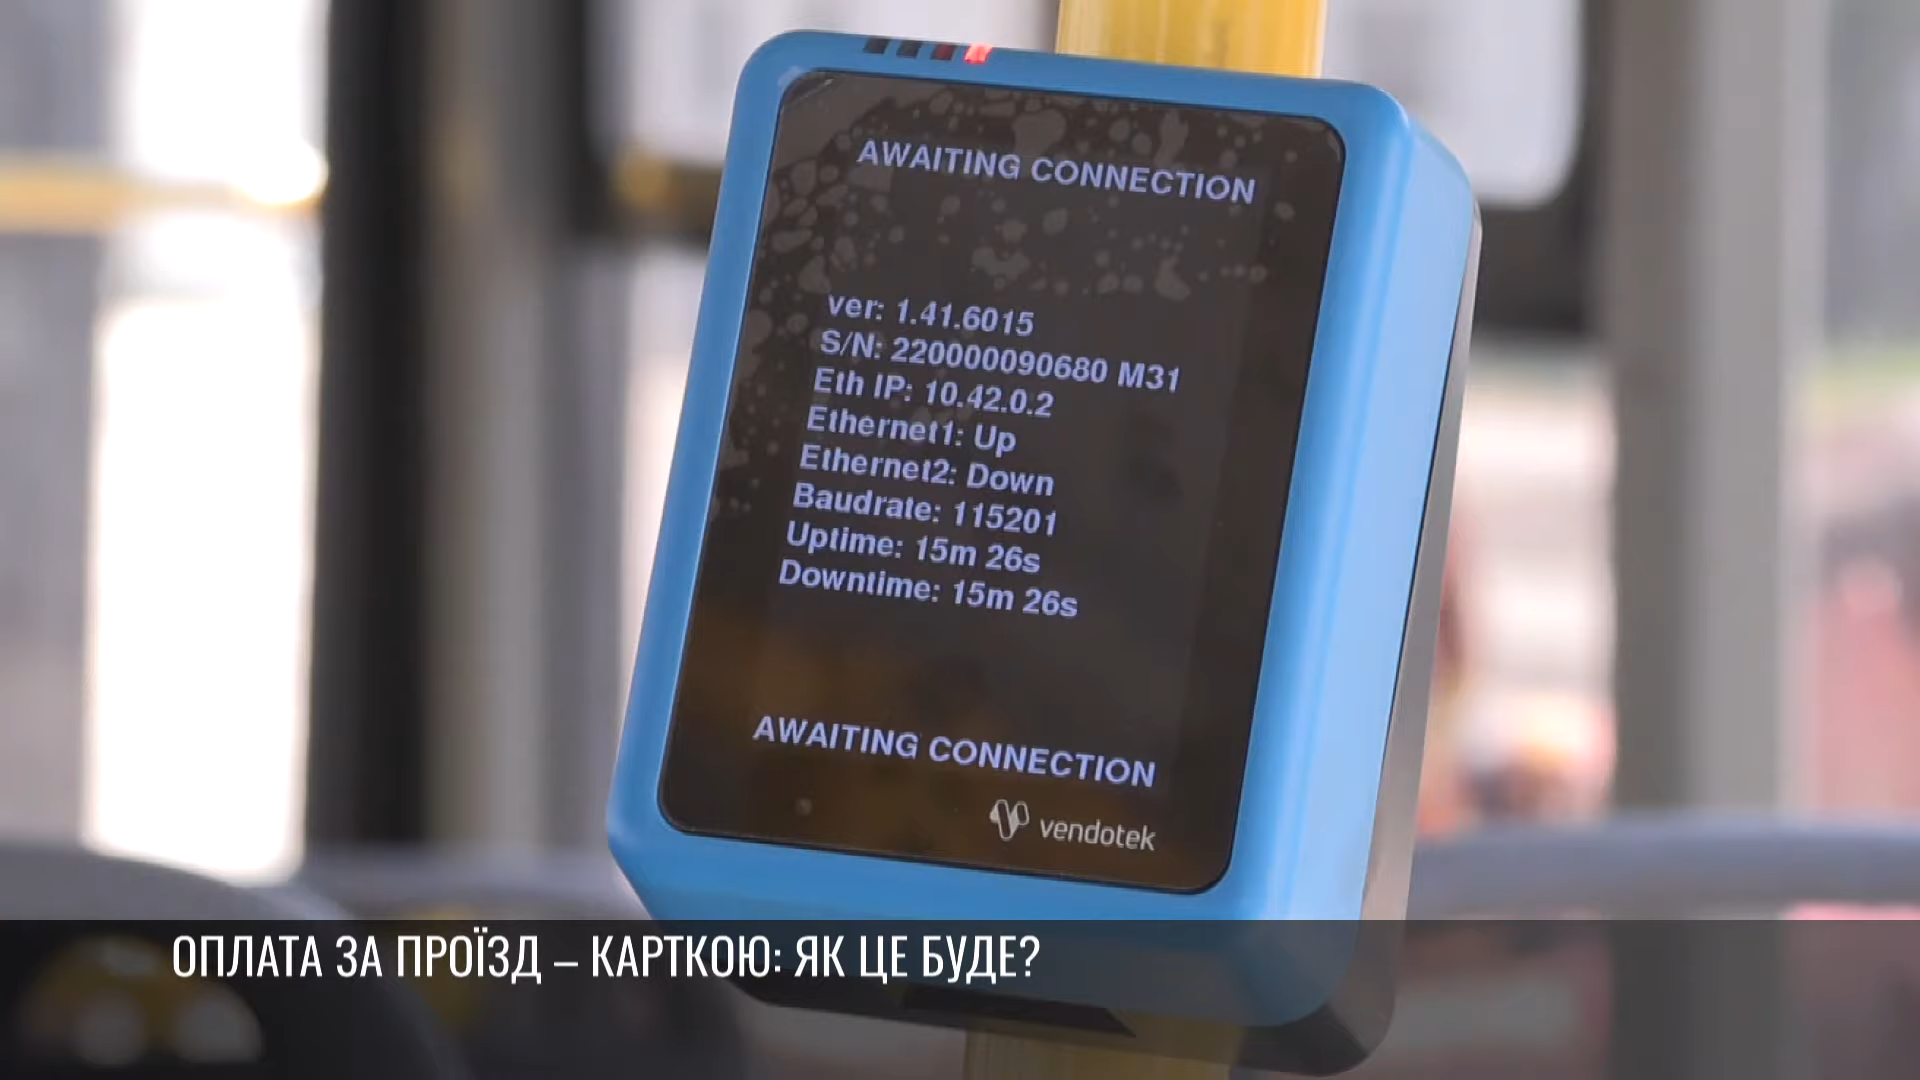 AWAITING CONNECTION
ver: 1.41.6015
S/N: 220000090680 M31
Eth IP: 10.42.0.2
Ethernet1: Up
Ethernet2: Down
Baudrate: 115201
Uptime: 15m 26s
Downtime: 15m 26s
AWAITING CONNECTION
vendotek
ОПЛАТА ЗА ПРОЇЗД – КАРТКОЮ: ЯК ЦЕ БУДЕ?